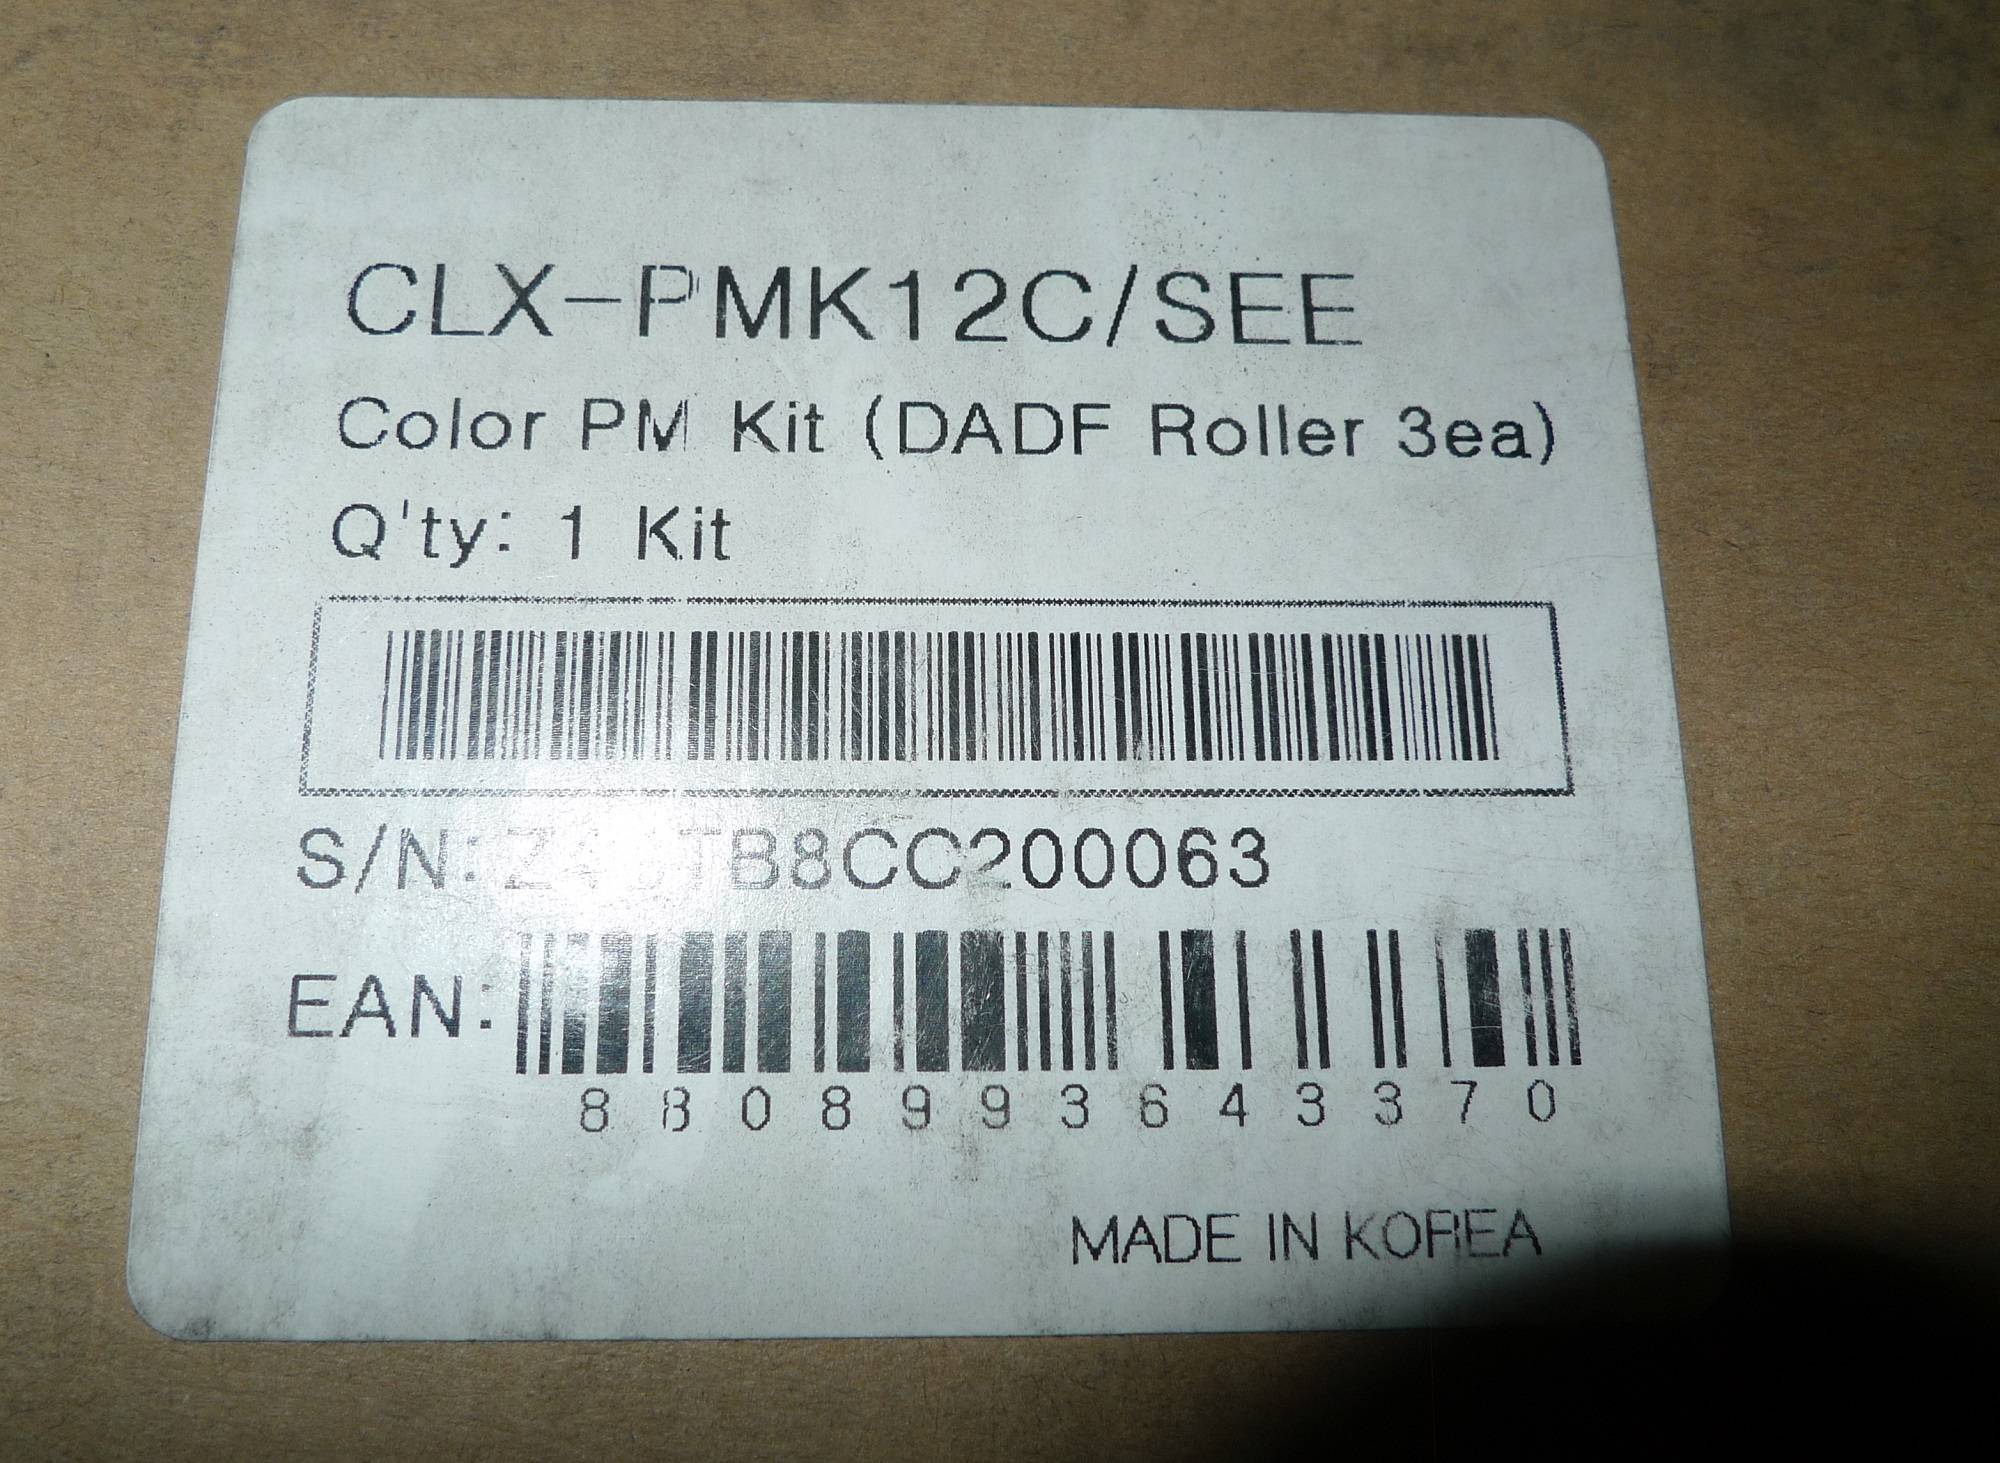 CLX-PMK12C/SEE
Color PM Kit (DADF Roller 3ea)
Q'ty: 1 Kit
S/N:
EAN:
8808993643370
MADE IN KOREA